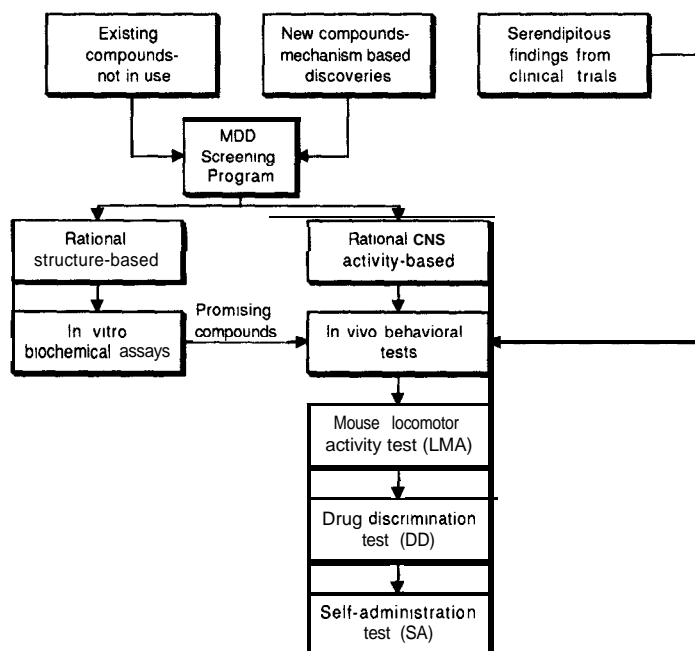 Existing
compounds-
not in use
New compounds-
mechanism based
discoveries
Serendipitous
findings from
clinical trials
MDD
Screening
Program
Rational
structure-based
Rational CNS
activity-based
In vitro
biochemical assays
Promising
compounds
In vivo behavioral
tests
Mouse locomotor
activity test (LMA)
Drug discrimination
test (DD)
Self-administration
test (SA)